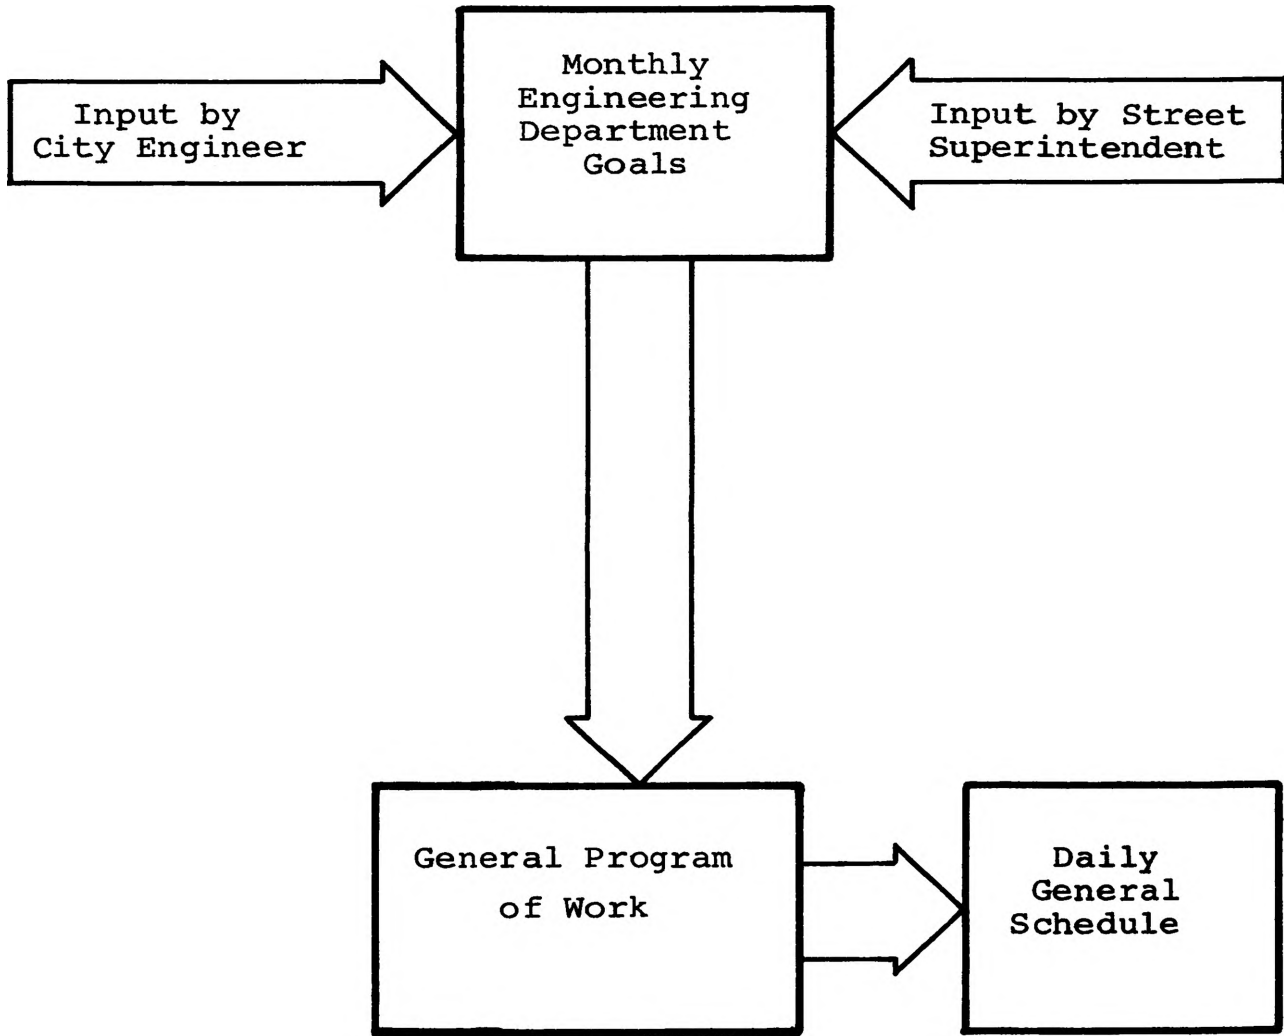 Monthly
Engineering
Department
Goals
Input by
City Engineer
Input by Street
Superintendent
General Program
of Work
Daily
General
Schedule